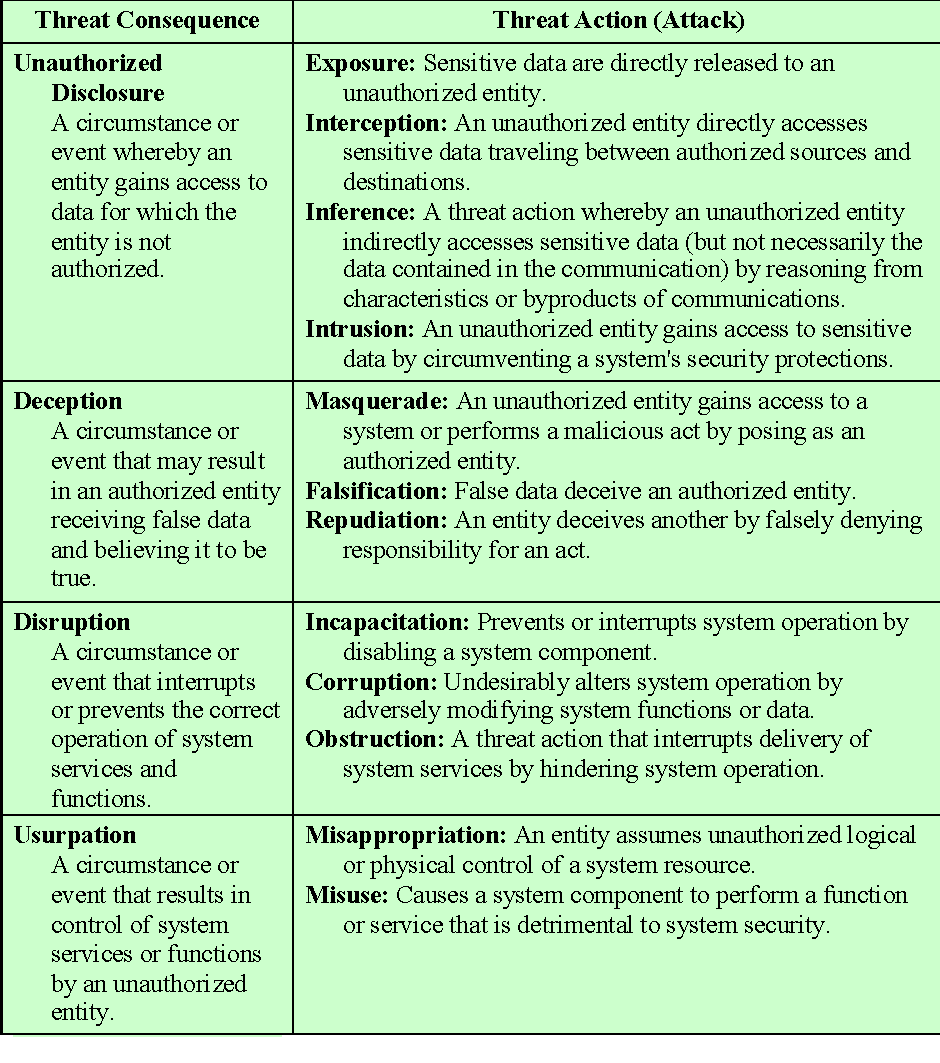 Threat Consequence
Threat Action (Attack)
Unauthorized
Disclosure
A circumstance or
event whereby an
entity gains access to
data for which the
entity is not
authorized.
Exposure: Sensitive data are directly released to an
unauthorized entity.
Interception: An unauthorized entity directly accesses
sensitive data traveling between authorized sources and
destinations.
Inference: A threat action whereby an unauthorized entity
indirectly accesses sensitive data (but not necessarily the
data contained in the communication) by reasoning from
characteristics or byproducts of communications.
Intrusion: An unauthorized entity gains access to sensitive
data by circumventing a system's security protections.
Deception
A circumstance or
event that may result
in an authorized entity
receiving false data
and believing it to be
true.
Masquerade: An unauthorized entity gains access to a
system or performs a malicious act by posing as an
authorized entity.
Falsification: False data deceive an authorized entity.
Repudiation: An entity deceives another by falsely denying
responsibility for an act.
Disruption
A circumstance or
event that interrupts
or prevents the correct
operation of system
services and
functions.
Incapacitation: Prevents or interrupts system operation by
disabling a system component.
Corruption: Undesirably alters system operation by
adversely modifying system functions or data.
Obstruction: A threat action that interrupts delivery of
system services by hindering system operation.
Usurpation
A circumstance or
event that results in
control of system
services or functions
by an unauthorized
entity.
Misappropriation: An entity assumes unauthorized logical
or physical control of a system resource.
Misuse: Causes a system component to perform a function
or service that is detrimental to system security.